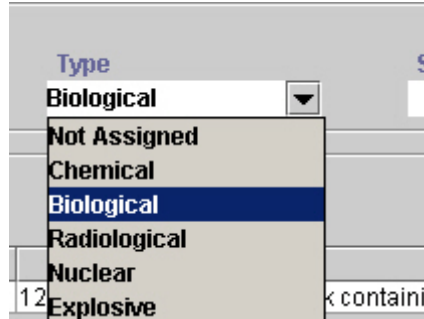 Type
Biological
Not Assigned
Chemical
Biological
Radiological
Nuclear
12
containi
Explosive